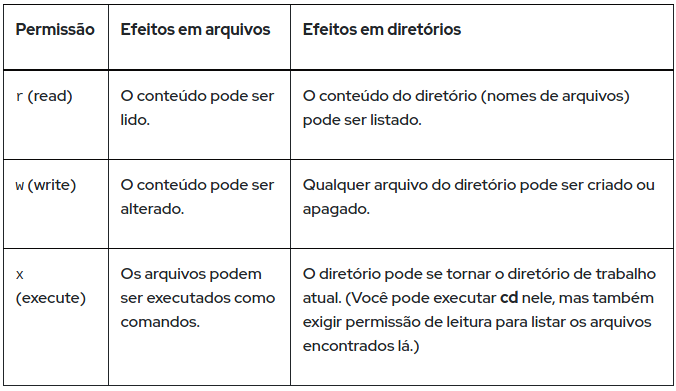 Permissão
Efeitos em arquivos
Efeitos em diretórios
r (read)
O conteúdo pode ser
lido.
O conteúdo do diretório (nomes de arquivos)
pode ser listado.
w (write)
O conteúdo pode ser
alterado.
Qualquer arquivo do diretório pode ser criado ou
apagado.
x
(execute)
Os arquivos podem
ser executados como
comandos.
O diretório pode se tornar o diretório de trabalho
atual. (Você pode executar cd nele, mas também
exigir permissão de leitura para listar os arquivos
encontrados lá.)